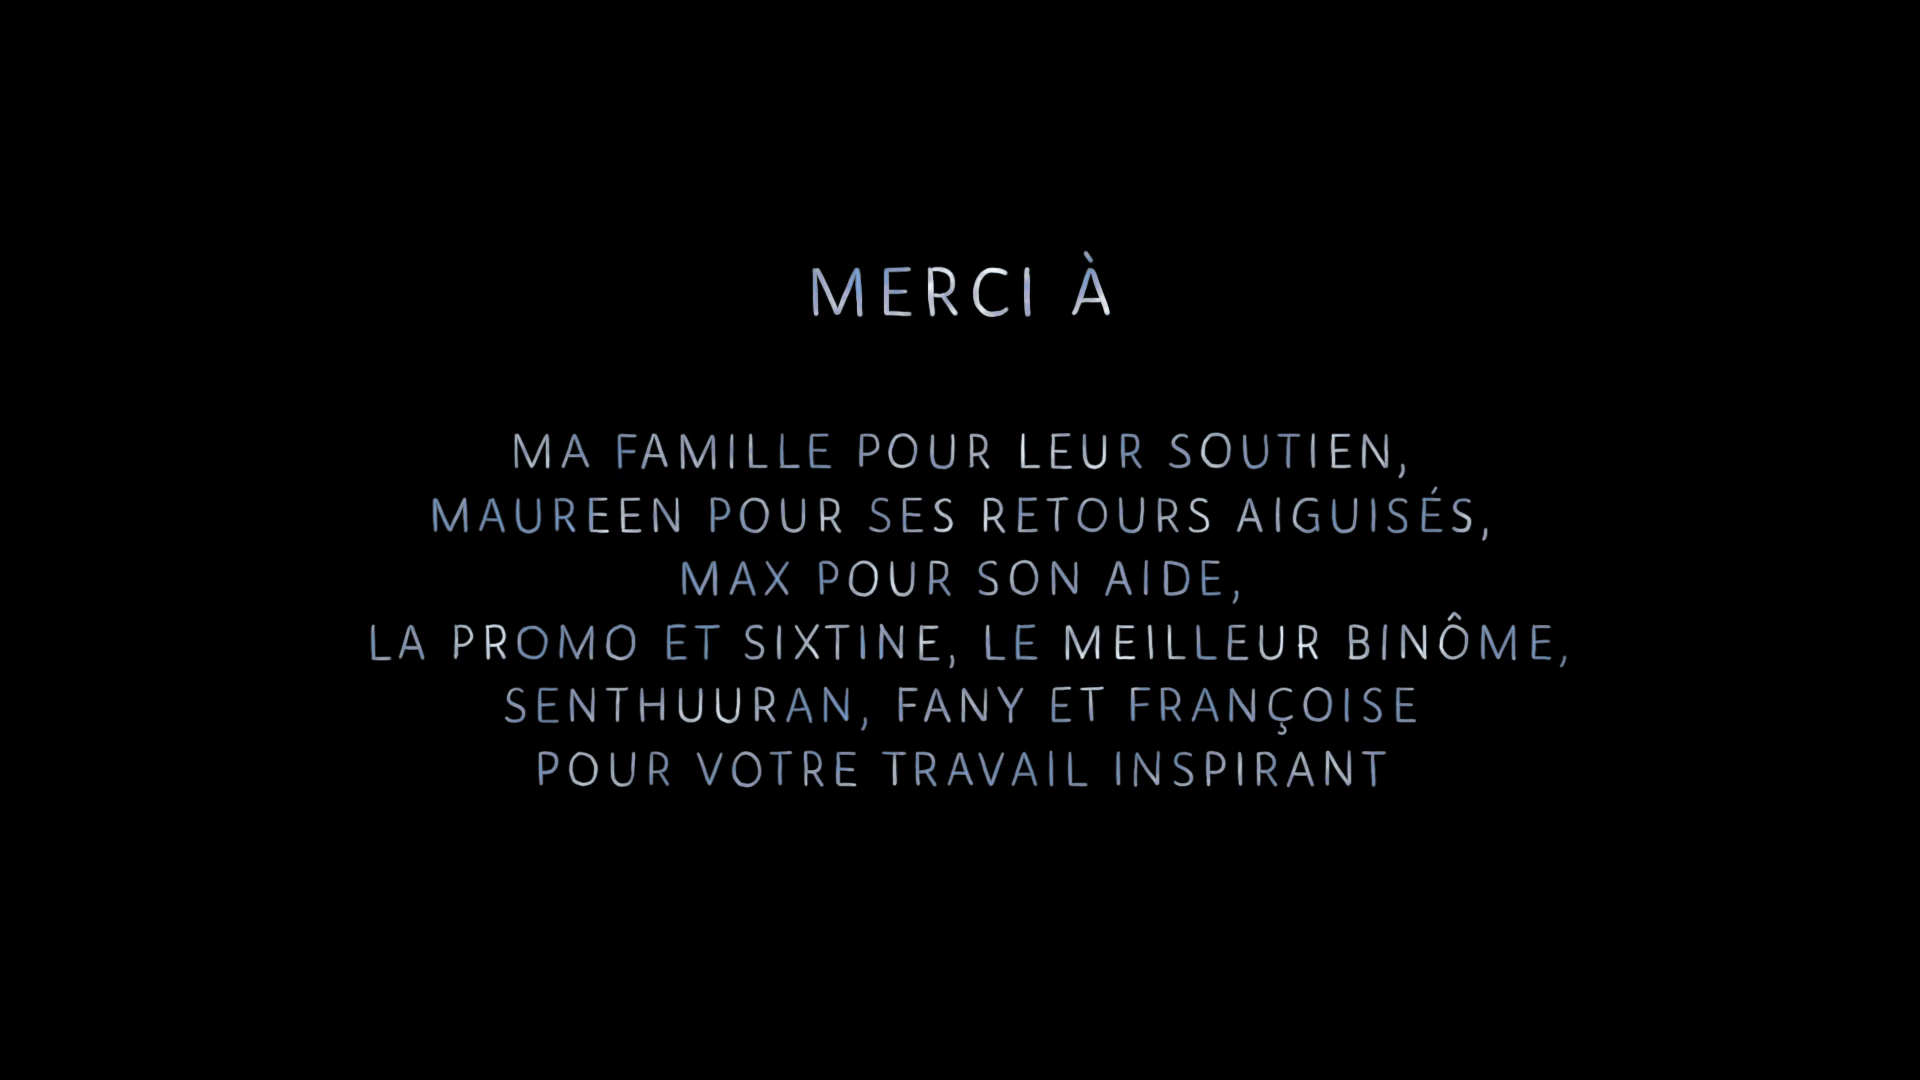 MERCI À
MA FAMILLE POUR LEUR SOUTIEN,
MAUREEN POUR SES RETOURS AIGUISÉS,
MAX POUR SON AIDE,
LA PROMO ET SIXTINE, LE MEILLEUR BINÔME,
SENTHUURAN, FANY ET FRANÇOISE
POUR VOTRE TRAVAIL INSPIRANT